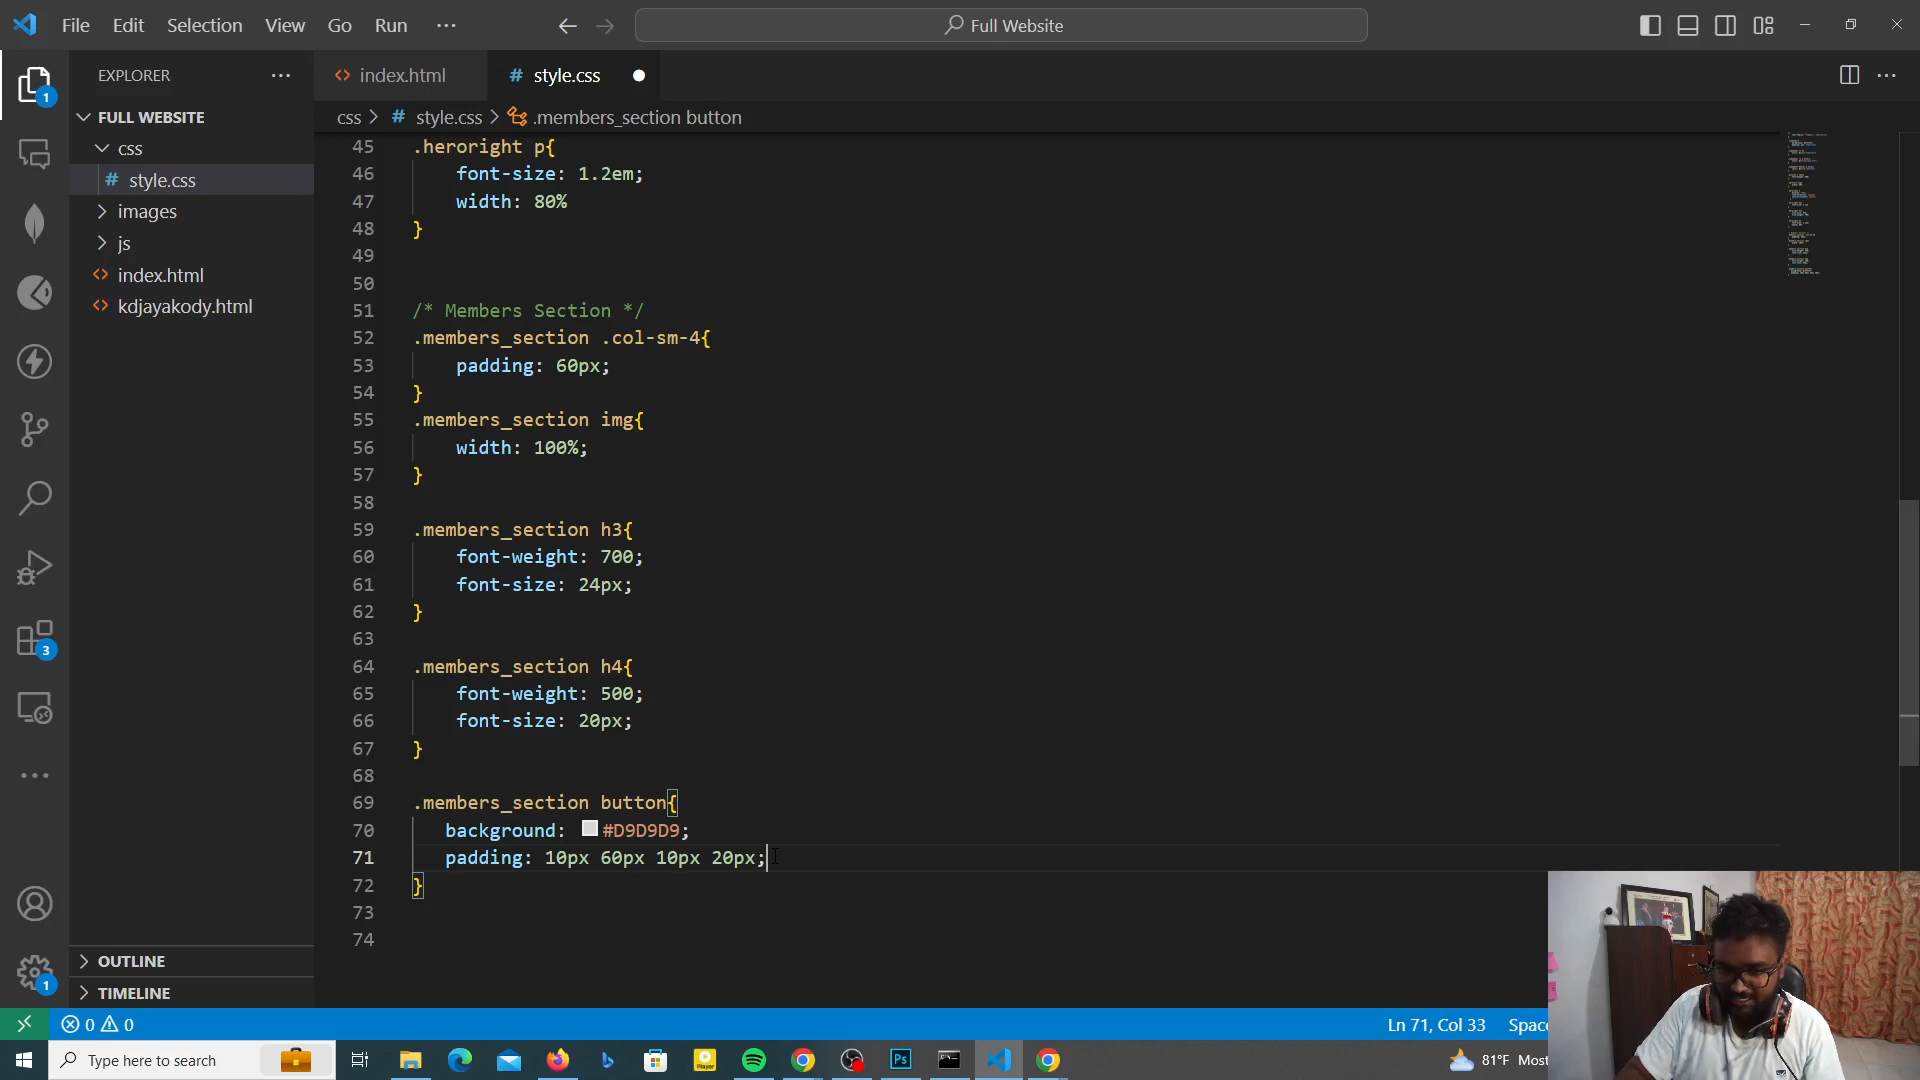 File Edit Selection View Go Run ···
Full Website
EXPLORER ···
index.html
# style.css
FULL WEBSITE
css
# style.css
images
js
index.html
kdjayakody.html
OUTLINE
TIMELINE
1
3
1
css > # style.css > .members_section button
45 .heroright p{
46 font-size: 1.2em;
47 width: 80%
48 }
49
50
51 /* Members Section */
52 .members_section .col-sm-4{
53 padding: 60px;
54 }
55 .members_section img{
56 width: 100%;
57 }
58
59 .members_section h3{
60 font-weight: 700;
61 font-size: 24px;
62 }
63
64 .members_section h4{
65 font-weight: 500;
66 font-size: 20px;
67 }
68
69 .members_section button{
70 background: #D9D9D9;
71 padding: 10px 60px 10px 20px;
72 }
73
74
0 0
Ln 71, Col 33 Spac
Type here to search
Player
Ps
81°F Most